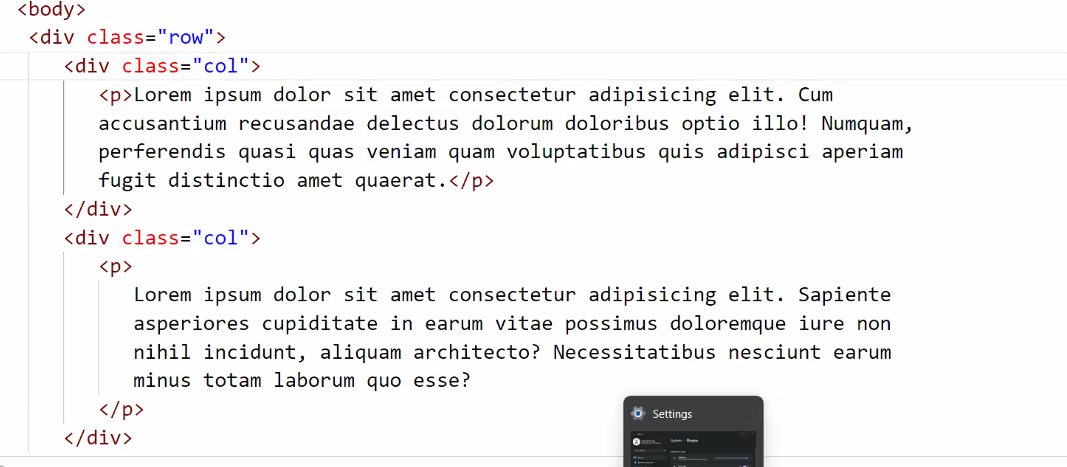 <body>
<div class="row">
<div class="col">
<p>Lorem ipsum dolor sit amet consectetur adipisicing elit. Cum
accusantium recusandae delectus dolorum doloribus optio illo! Numquam,
perferendis quasi quas veniam quam voluptatibus quis adipisci aperiam
fugit distinctio amet quaerat.</p>
</div>
<div class="col">
<p>
Lorem ipsum dolor sit amet consectetur adipisicing elit. Sapiente
asperiores cupiditate in earum vitae possimus doloremque iure non
nihil incidunt, aliquam architecto? Necessitatibus nesciunt earum
minus totam laborum quo esse?
</p>
</div>
Settings